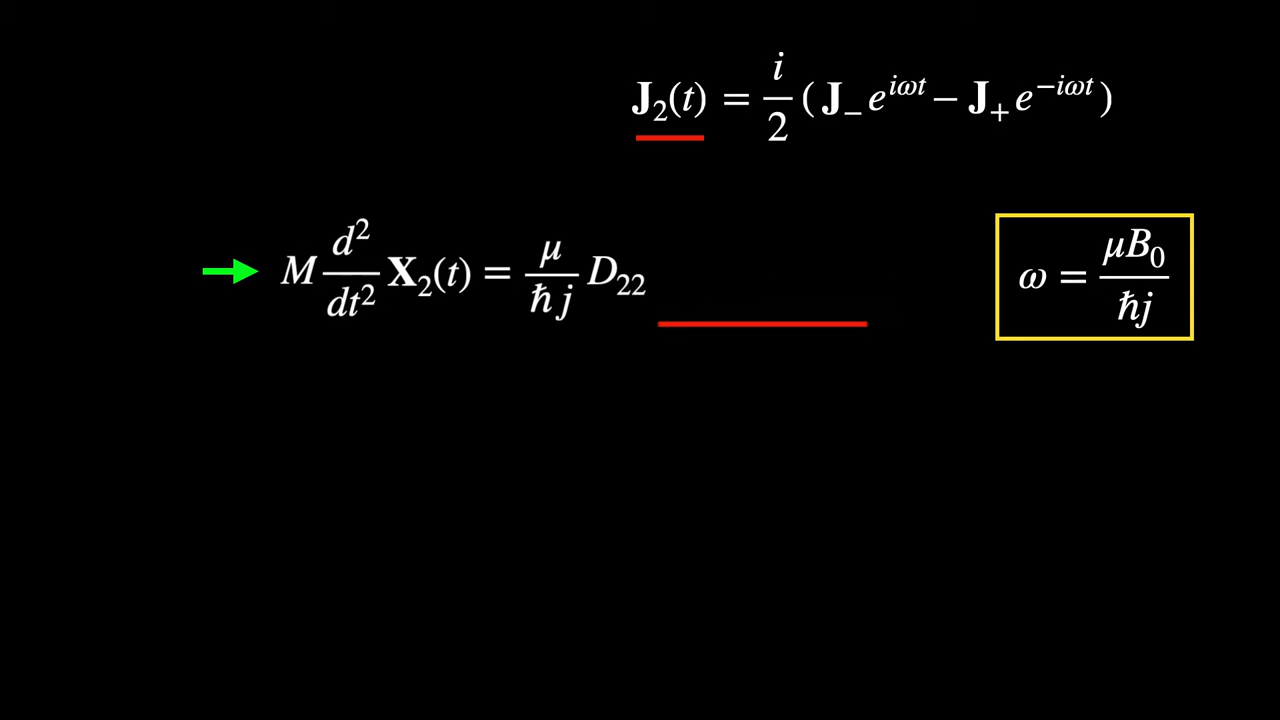 J₂(t) = i/2 ( J₋ e^{iωt} − J₊ e^{−iωt} )
M d²/dt² X₂(t) = μ/ħj D₂₂
ω = μB₀/ħj